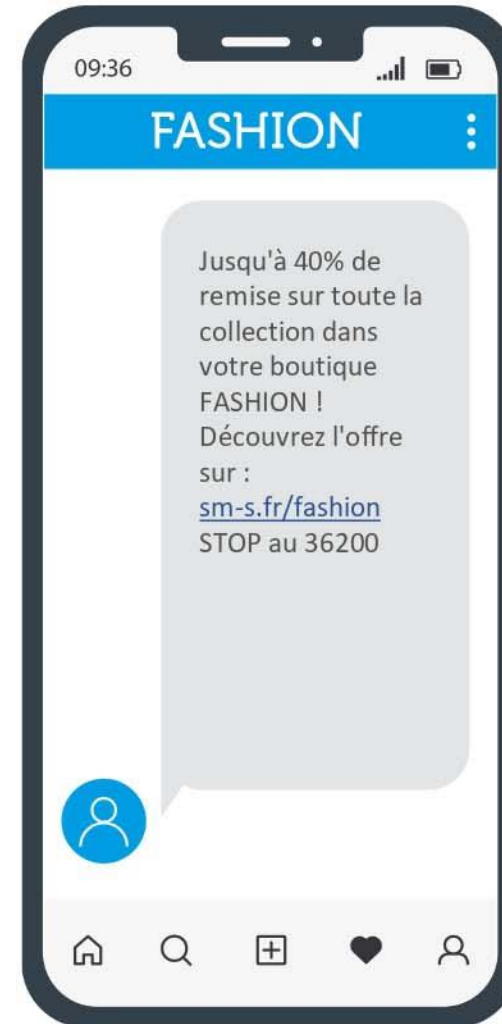 09:36
FASHION
Jusqu'à 40% de
remise sur toute la
collection dans
votre boutique
FASHION !
Découvrez l'offre
sur :
sm-s.fr/fashion
STOP au 36200